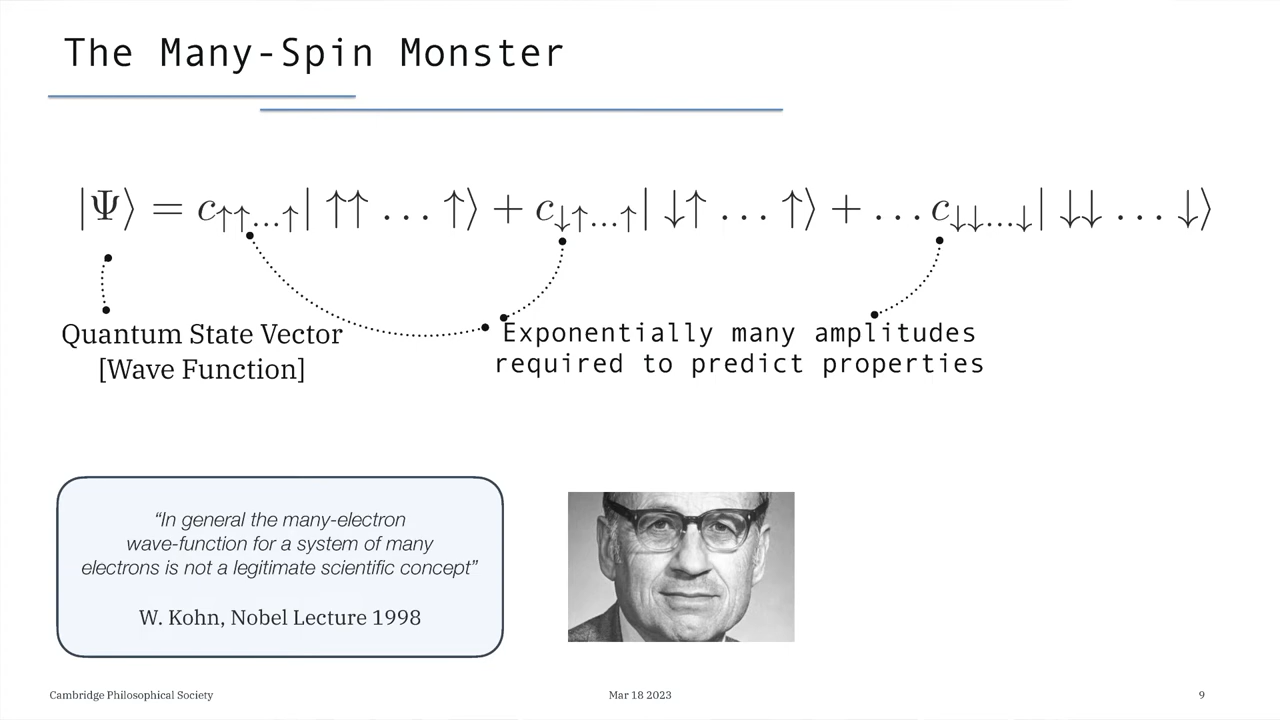 The Many-Spin Monster
|Ψ⟩ = c↑↑…↑| ↑↑ … ↑⟩ + c↓↑…↑| ↓↑ … ↑⟩ + … c↓↓…↓| ↓↓ … ↓⟩
Quantum State Vector
[Wave Function]
Exponentially many amplitudes
required to predict properties
“In general the many-electron
wave-function for a system of many
electrons is not a legitimate scientific concept”
W. Kohn, Nobel Lecture 1998
Cambridge Philosophical Society
Mar 18 2023
9